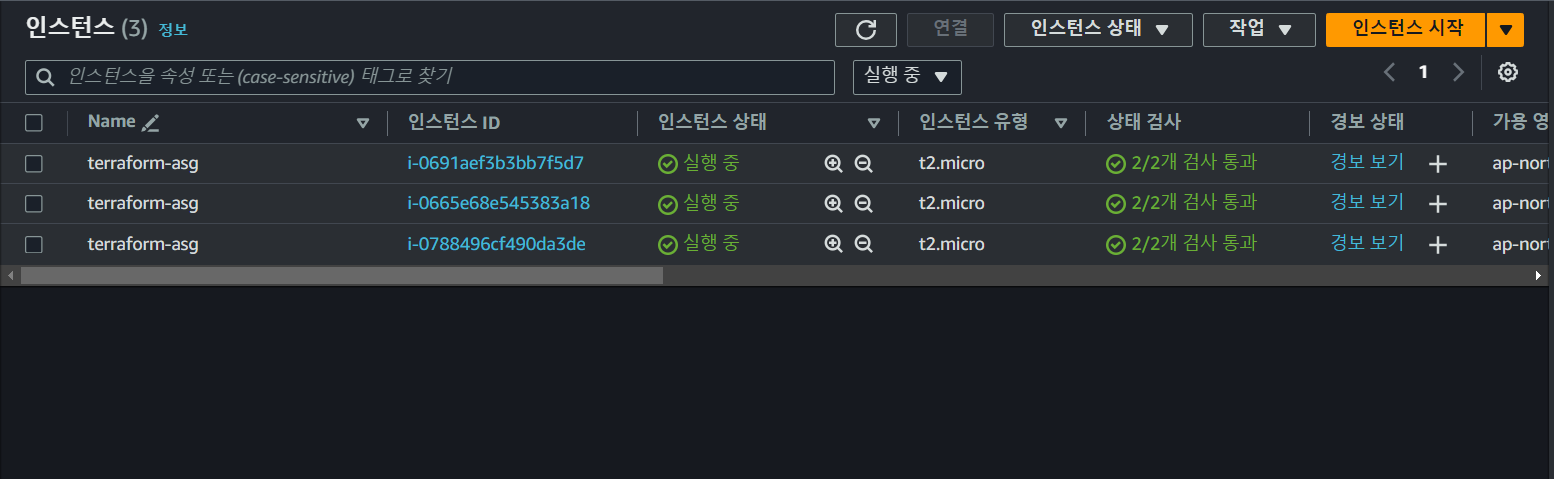 인스턴스 (3) 정보 연결 인스턴스 상태 작업 인스턴스 시작
인스턴스을 속성 또는 (case-sensitive) 태그로 찾기 실행 중 1
Name 인스턴스 ID 인스턴스 상태 인스턴스 유형 상태 검사 경보 상태 가용 영
terraform-asg i-0691aef3b3bb7f5d7 실행 중 t2.micro 2/2개 검사 통과 경보 보기 + ap-nort
terraform-asg i-0665e68e545383a18 실행 중 t2.micro 2/2개 검사 통과 경보 보기 + ap-nort
terraform-asg i-0788496cf490da3de 실행 중 t2.micro 2/2개 검사 통과 경보 보기 + ap-nort